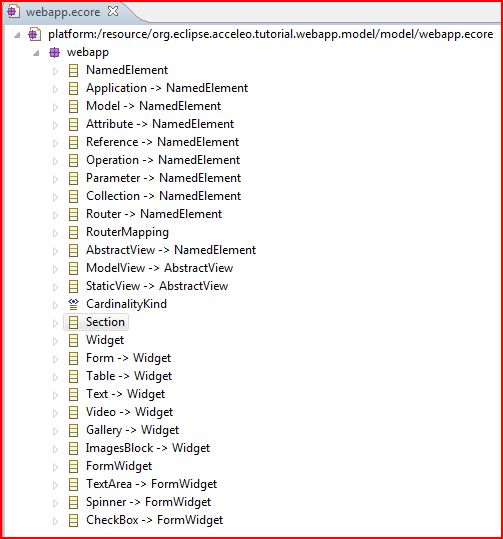 webapp.ecore
platform:/resource/org.eclipse.acceleo.tutorial.webapp.model/model/webapp.ecore
webapp
NamedElement
Application -> NamedElement
Model -> NamedElement
Attribute -> NamedElement
Reference -> NamedElement
Operation -> NamedElement
Parameter -> NamedElement
Collection -> NamedElement
Router -> NamedElement
RouterMapping
AbstractView -> NamedElement
ModelView -> AbstractView
StaticView -> AbstractView
CardinalityKind
Section
Widget
Form -> Widget
Table -> Widget
Text -> Widget
Video -> Widget
Gallery -> Widget
ImagesBlock -> Widget
FormWidget
TextArea -> FormWidget
Spinner -> FormWidget
CheckBox -> FormWidget